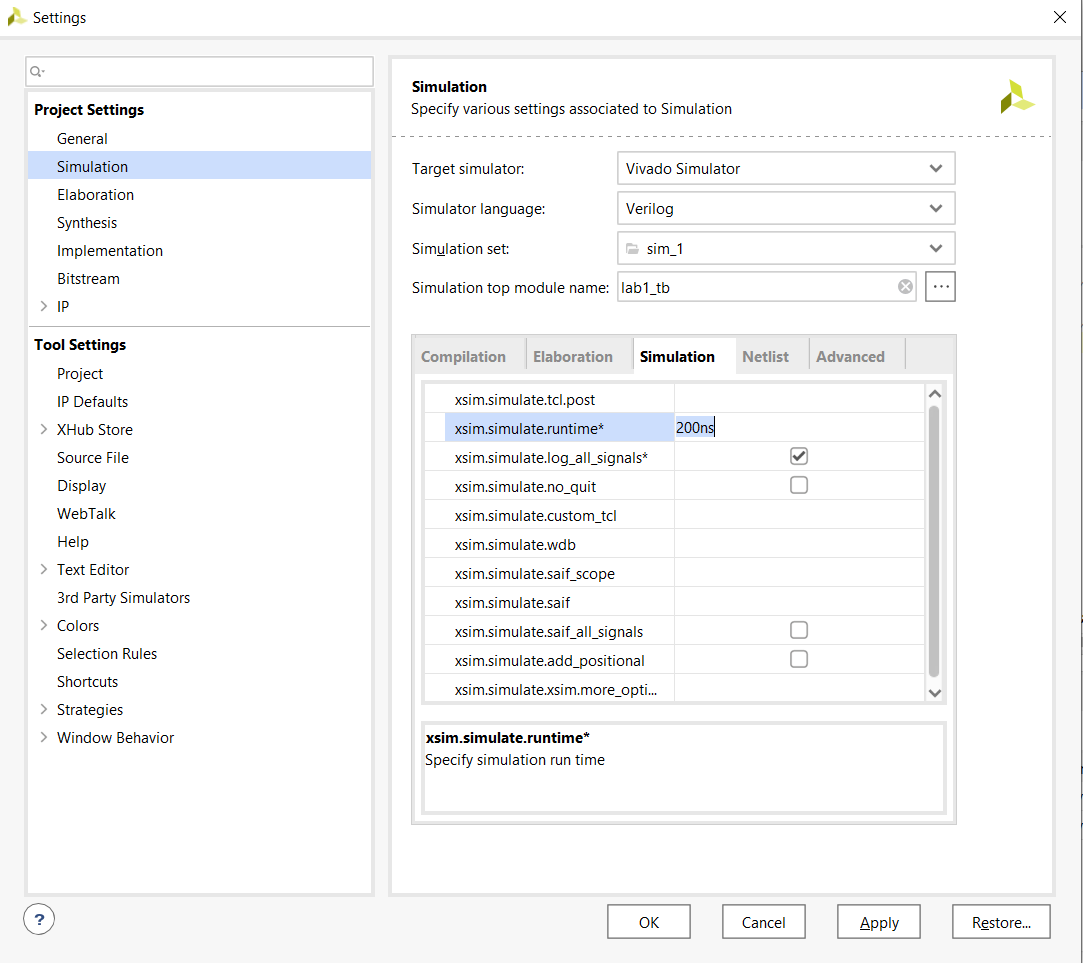 Settings
Project Settings
General
Simulation
Elaboration
Synthesis
Implementation
Bitstream
IP
Tool Settings
Project
IP Defaults
XHub Store
Source File
Display
WebTalk
Help
Text Editor
3rd Party Simulators
Colors
Selection Rules
Shortcuts
Strategies
Window Behavior
Simulation
Specify various settings associated to Simulation
Target simulator: Vivado Simulator
Simulator language: Verilog
Simulation set: sim_1
Simulation top module name: lab1_tb ...
Compilation Elaboration Simulation Netlist Advanced
xsim.simulate.tcl.post
xsim.simulate.runtime* 200ns
xsim.simulate.log_all_signals*
xsim.simulate.no_quit
xsim.simulate.custom_tcl
xsim.simulate.wdb
xsim.simulate.saif_scope
xsim.simulate.saif
xsim.simulate.saif_all_signals
xsim.simulate.add_positional
xsim.simulate.xsim.more_opti...
xsim.simulate.runtime*
Specify simulation run time
? OK Cancel Apply Restore...